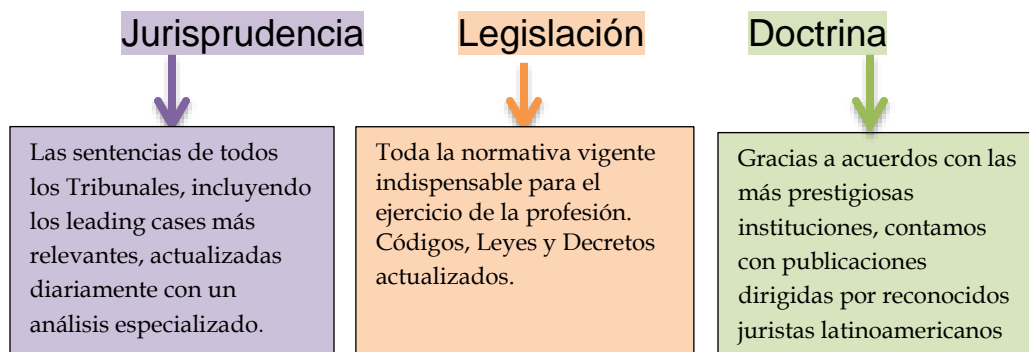 Jurisprudencia
Legislación
Doctrina
Las sentencias de todos
los Tribunales, incluyendo
los leading cases más
relevantes, actualizadas
diariamente con un
análisis especializado.
Toda la normativa vigente
indispensable para el
ejercicio de la profesión.
Códigos, Leyes y Decretos
actualizados.
Gracias a acuerdos con las
más prestigiosas
instituciones, contamos
con publicaciones
dirigidas por reconocidos
juristas latinoamericanos